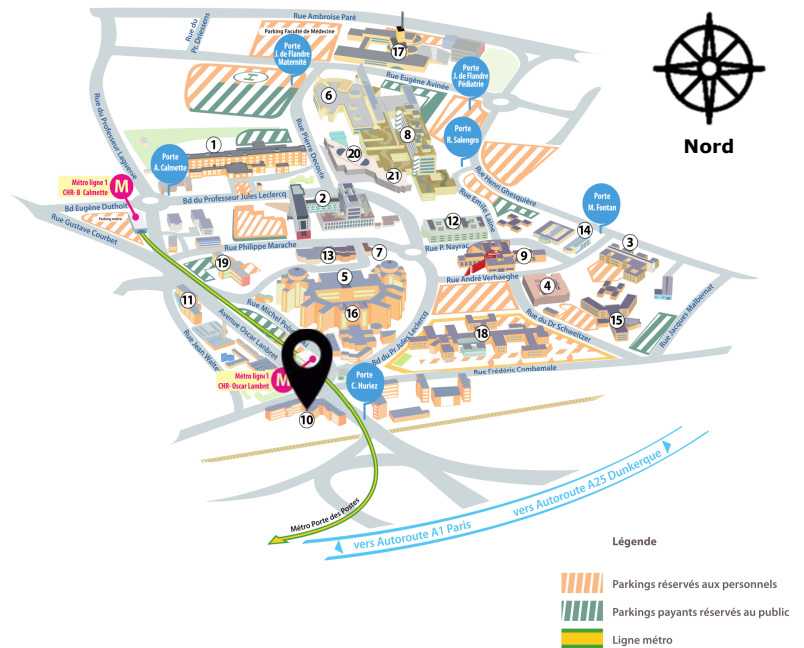 Rue Ambroise Paré
Rue du
Pr. Driessens
Parking Faculté de Médecine
17
Porte
J. de Flandre
Maternité
Porte
J. de Flandre
Pédiatrie
Rue Eugène Avinée
H
6
Rue du Professeur Laguesse
Rue Pierre Decoulx
8
Porte
R. Salengro
1
20
21
Porte
A. Calmette
Rue Henri Ghesquière
Métro ligne 1
CHR-B Calmette
M
Bd du Professeur Jules Leclercq
2
Rue Emile Laine
Porte
M. Fontan
Bd Eugène Duthoit
Parking métro
Rue Gustave Courbet
12
14
3
Rue Philippe Marache
13
7
Rue P. Nayrac
9
19
5
Rue André Verhaeghe
4
11
Rue Michel Polo
16
15
Avenue Oscar Lambret
Rue du Dr Schweitzer
Rue Jacques Malbernat
Rue Jean Walter
Bd du Pr Jules Leclercq
18
Métro ligne 1
CHR- Oscar Lambret
M
Porte
C. Huriez
Rue Frédéric Combemale
10
Métro Porte des Postes
vers Autoroute A1 Paris
vers Autoroute A25 Dunkerque
Nord
Légende
Parkings réservés aux personnels
Parkings payants réservés au public
Ligne métro